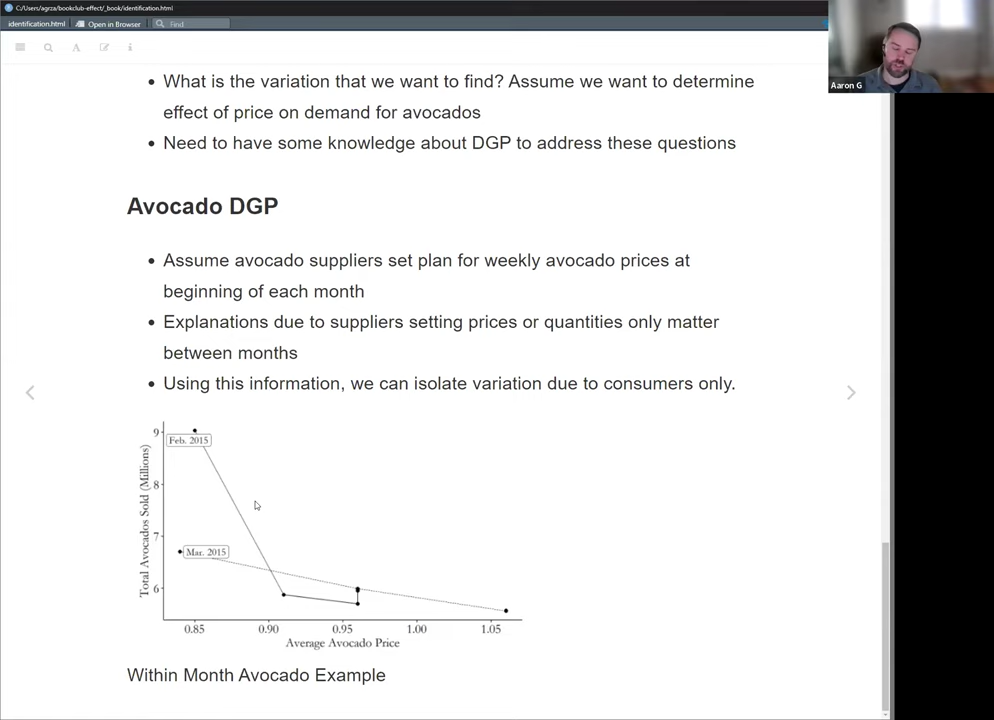 C:/Users/agrza/bookclub-effect/_book/identification.html
identification.html
Open in Browser
Find
Aaron G
What is the variation that we want to find? Assume we want to determine
effect of price on demand for avocados
Need to have some knowledge about DGP to address these questions
Avocado DGP
Assume avocado suppliers set plan for weekly avocado prices at
beginning of each month
Explanations due to suppliers setting prices or quantities only matter
between months
Using this information, we can isolate variation due to consumers only.
Total Avocados Sold (Millions)
9
8
7
6
Feb. 2015
Mar. 2015
0.85
0.90
0.95
1.00
1.05
Average Avocado Price
Within Month Avocado Example